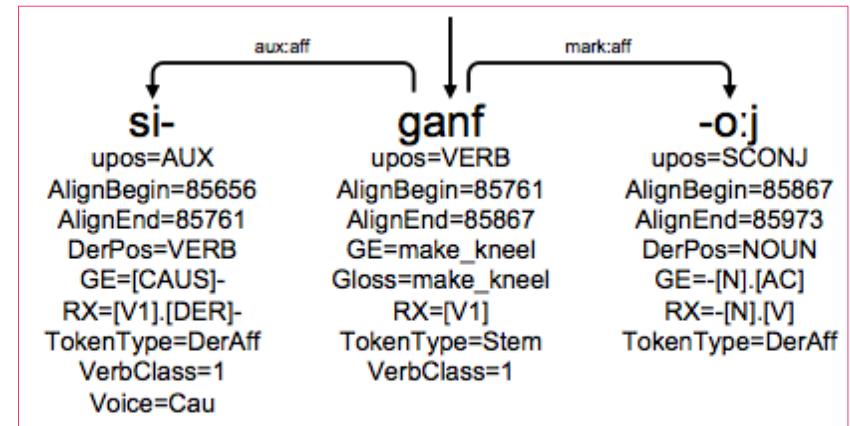 aux:aff mark:aff
si- ganf -o:j
upos=AUX upos=VERB upos=SCONJ
AlignBegin=85656 AlignBegin=85761 AlignBegin=85867
AlignEnd=85761 AlignEnd=85867 AlignEnd=85973
DerPos=VERB GE=make_kneel DerPos=NOUN
GE=[CAUS]- Gloss=make_kneel GE=-[N].[AC]
RX=[V1].[DER]- RX=[V1] RX=-[N].[V]
TokenType=DerAff TokenType=Stem TokenType=DerAff
VerbClass=1 VerbClass=1
Voice=Cau